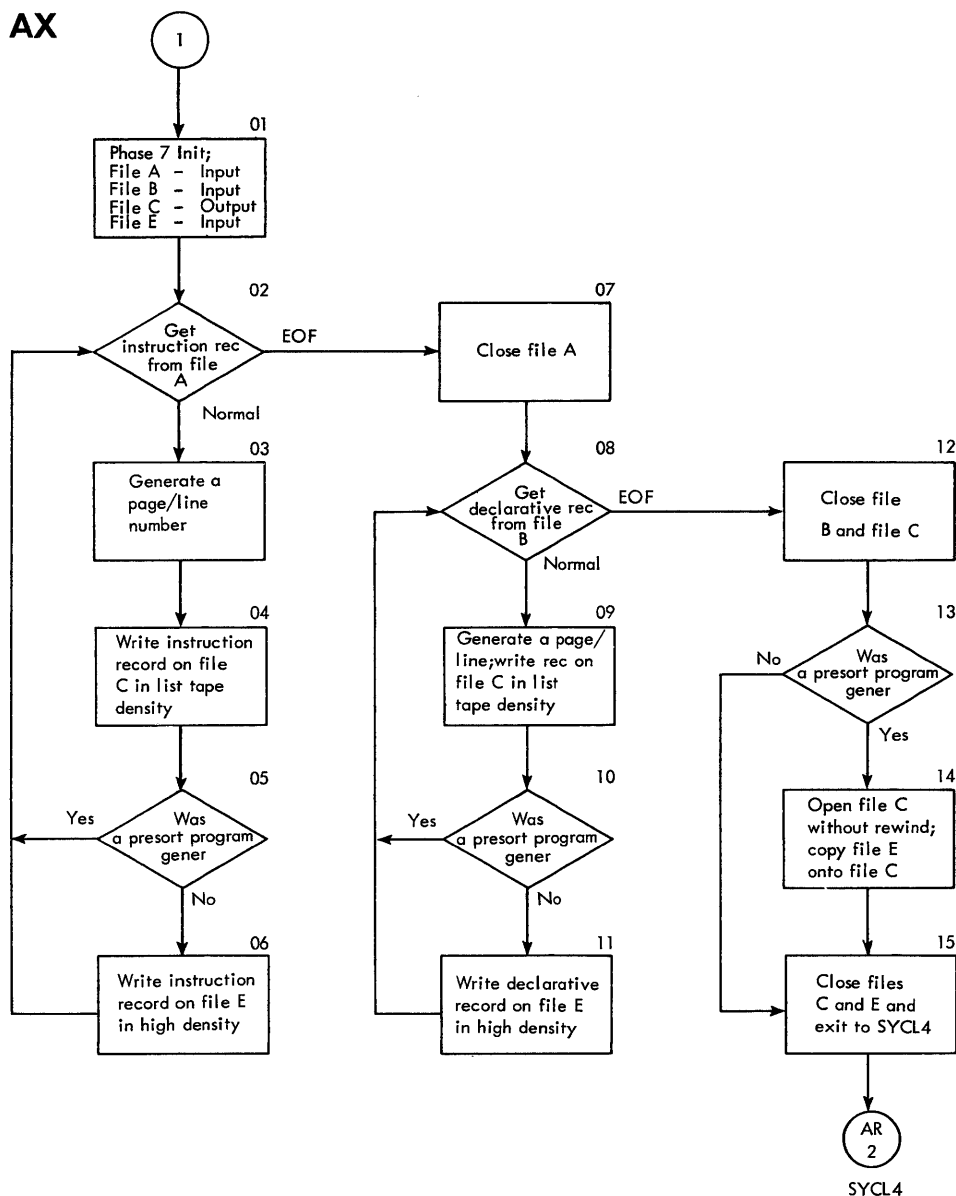 AX
1
01
Phase 7 Init;
File A - Input
File B - Input
File C - Output
File E - Input
02
Get
instruction rec
from file
A
EOF
Normal
03
Generate a
page/line
number
04
Write instruction
record on file
C in list tape
density
05
Was
a presort program
gener
Yes
No
06
Write instruction
record on file E
in high density
07
Close file A
08
Get
declarative rec
from file
B
EOF
Normal
09
Generate a page/
line;write rec on
file C in list
tape density
10
Was
a presort program
gener
Yes
No
11
Write declarative
record on file E
in high density
12
Close file
B and file C
13
Was
a presort program
gener
No
Yes
14
Open file C
without rewind;
copy file E
onto file C
15
Close files
C and E and
exit to SYCL4
AR
2
SYCL4